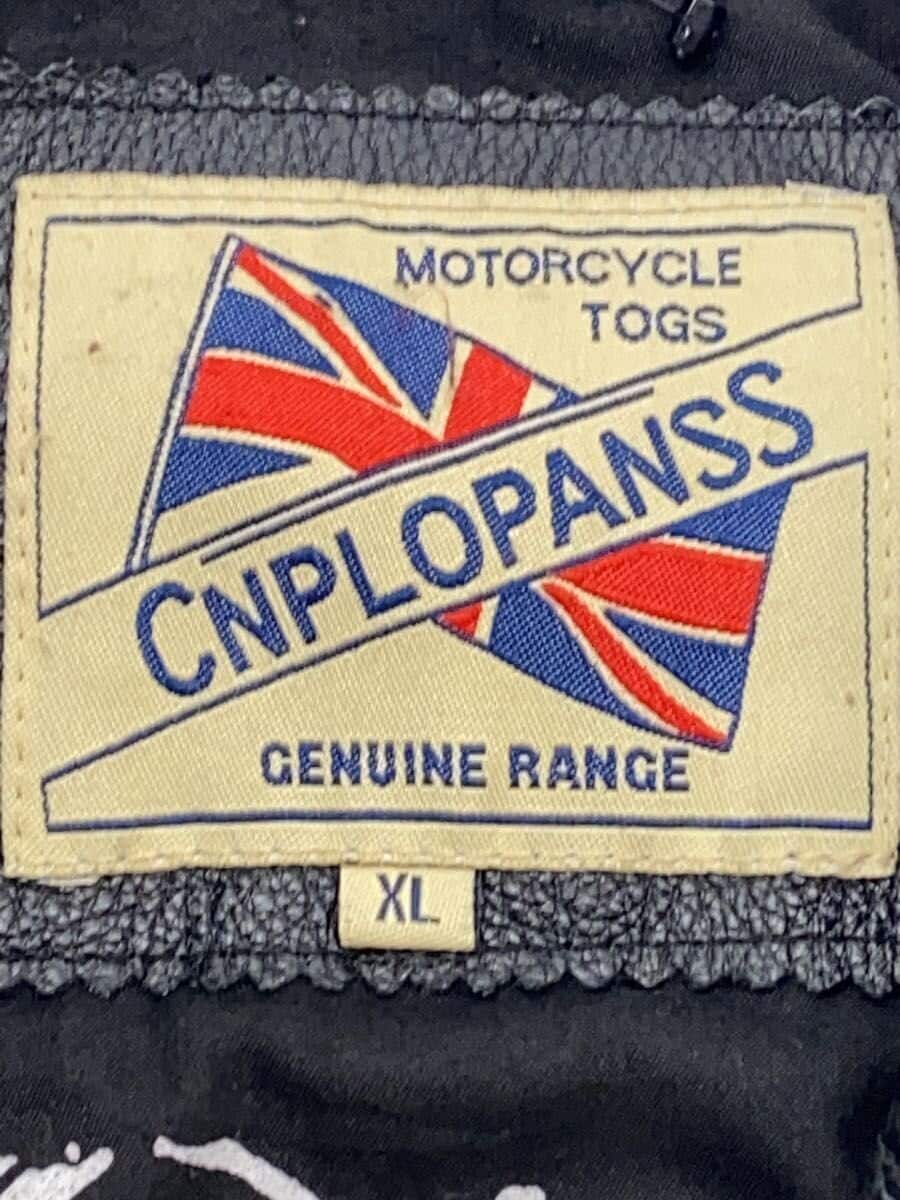 MOTORCYCLE
TOGS
CNPLOPANSS
GENUINE RANGE
XL